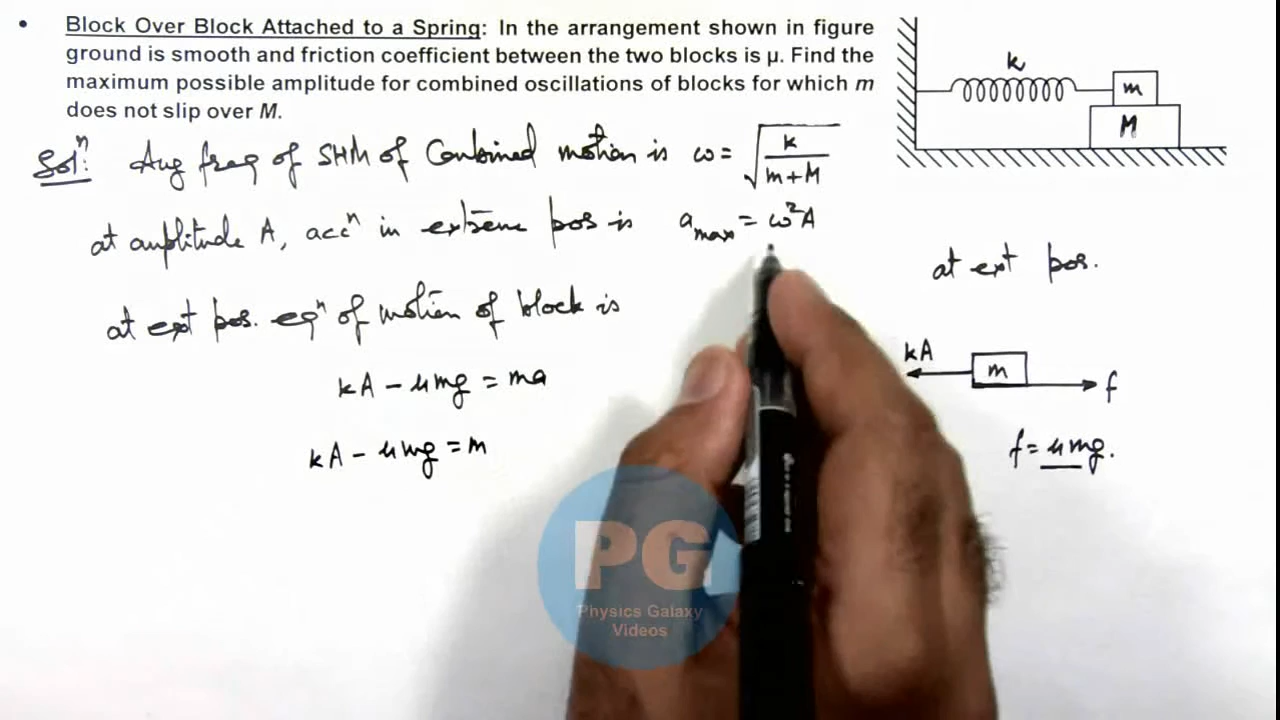 • Block Over Block Attached to a Spring: In the arrangement shown in figure
ground is smooth and friction coefficient between the two blocks is μ. Find the
maximum possible amplitude for combined oscillations of blocks for which m
does not slip over M.
k
m
M
Solⁿ: Ang freq of SHM of Combined motion is ω = √(k/(m+M))
at amplitude A, accⁿ in extreme pos is a_max = ω²A
at ext pos. eqⁿ of motion of block is
kA - μmg = ma
kA - μmg = m
at ext pos.
kA
m
f
f = μmg.
PG
Physics Galaxy
Videos